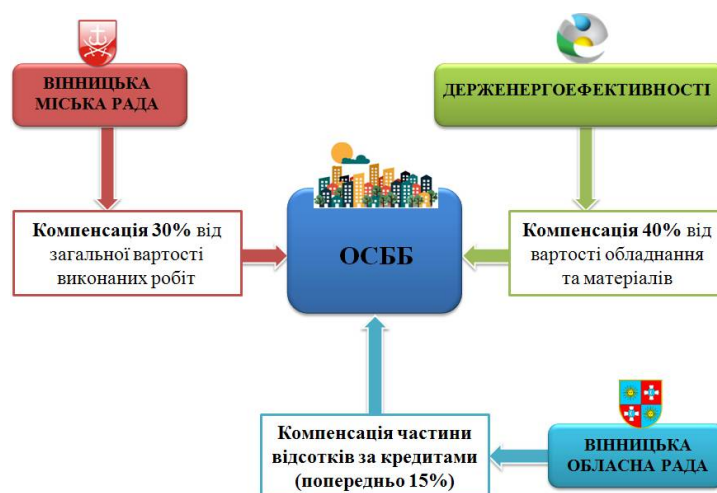 ВІННИЦЬКА
МІСЬКА РАДА
ДЕРЖЕНЕРГОЕФЕКТИВНОСТІ
Компенсація 30% від
загальної вартості
виконаних робіт
ОСББ
Компенсація 40% від
вартості обладнання
та матеріалів
Компенсація частини
відсотків за кредитами
(попередньо 15%)
ВІННИЦЬКА
ОБЛАСНА РАДА